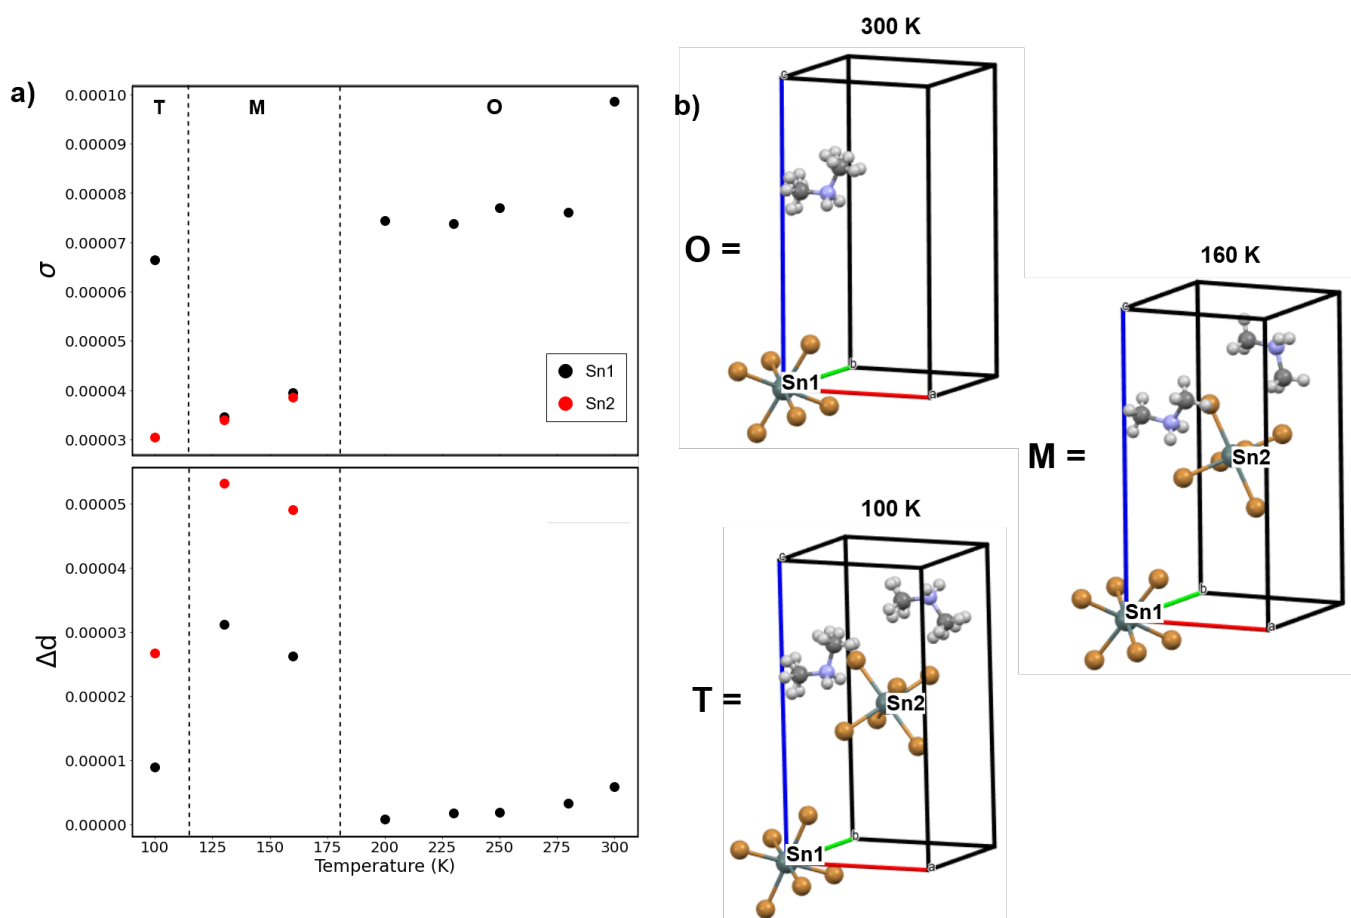 a)
T M O
0.00010
0.00009
0.00008
0.00007
0.00006
0.00005
0.00004
0.00003
σ
Sn1
Sn2
0.00005
0.00004
0.00003
0.00002
0.00001
0.00000
Δd
100 125 150 175 200 225 250 275 300
Temperature (K)
b)
300 K
O =
c
b
a
Sn1
160 K
M =
c
b
a
Sn2
Sn1
100 K
T =
c
b
a
Sn2
Sn1